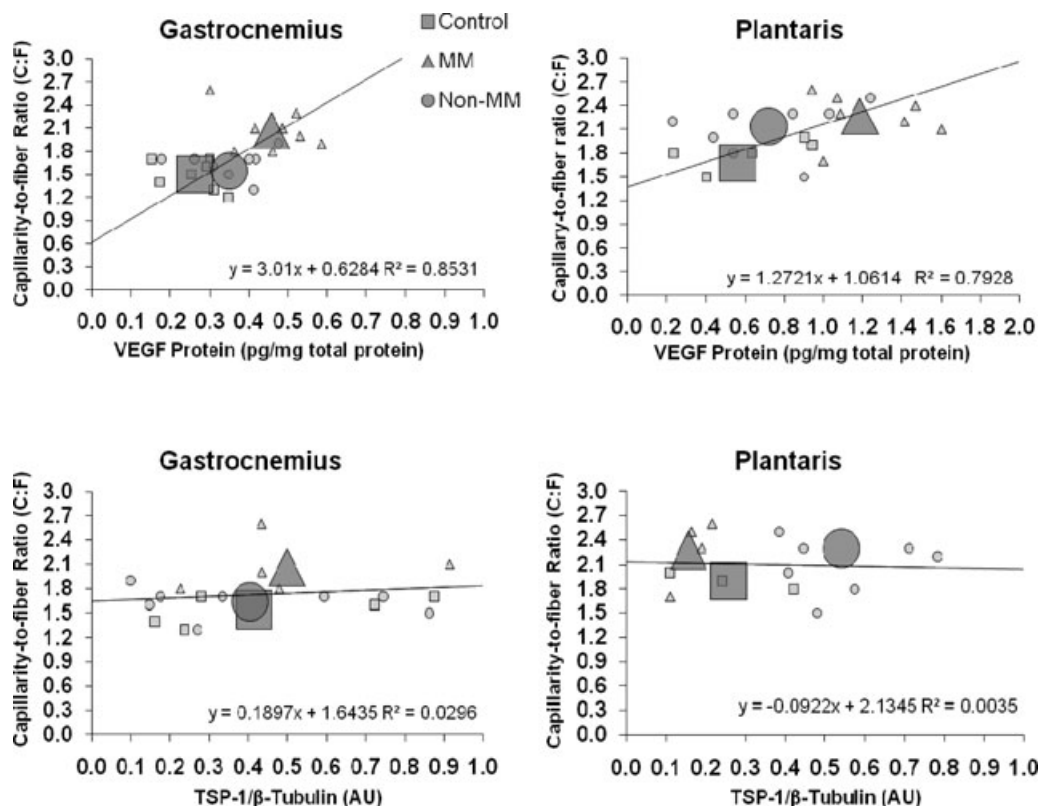 Gastrocnemius
Control
MM
Non-MM
Capillarity-to-fiber Ratio (C:F)
3.0
2.7
2.4
2.1
1.8
1.5
1.2
0.9
0.6
0.3
0.0
y = 3.01x + 0.6284 R² = 0.8531
0.0 0.1 0.2 0.3 0.4 0.5 0.6 0.7 0.8 0.9 1.0
VEGF Protein (pg/mg total protein)
Plantaris
Capillary-to-fiber ratio (C:F)
3.0
2.7
2.4
2.1
1.8
1.5
1.2
0.9
0.6
0.3
0.0
y = 1.2721x + 1.0614 R² = 0.7928
0.0 0.2 0.4 0.6 0.8 1.0 1.2 1.4 1.6 1.8 2.0
VEGF Protein (pg/mg total protein)
Gastrocnemius
Capillarity-to-fiber Ratio (C:F)
3.0
2.7
2.4
2.1
1.8
1.5
1.2
0.9
0.6
0.3
0.0
y = 0.1897x + 1.6435 R² = 0.0296
0.0 0.1 0.2 0.3 0.4 0.5 0.6 0.7 0.8 0.9 1.0
TSP-1/β-Tubulin (AU)
Plantaris
Capillarity-to-fiber Ratio (C:F)
3.0
2.7
2.4
2.1
1.8
1.5
1.2
0.9
0.6
0.3
0.0
y = -0.0922x + 2.1345 R² = 0.0035
0.0 0.1 0.2 0.3 0.4 0.5 0.6 0.7 0.8 0.9 1.0
TSP-1/β-Tubulin (AU)